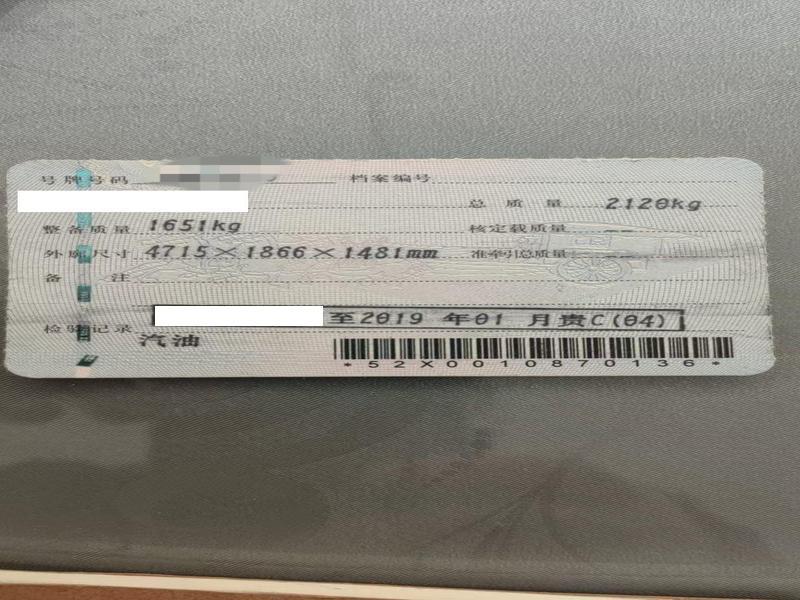 号牌号码 档案编号
总质量 2120kg
整备质量 1651kg 核定载质量 --
外廓尺寸 4715×1866×1481mm 准牵引总质量 --
备注
检验记录 至2019年01月贵C(04)
汽油
*52X0010870136*